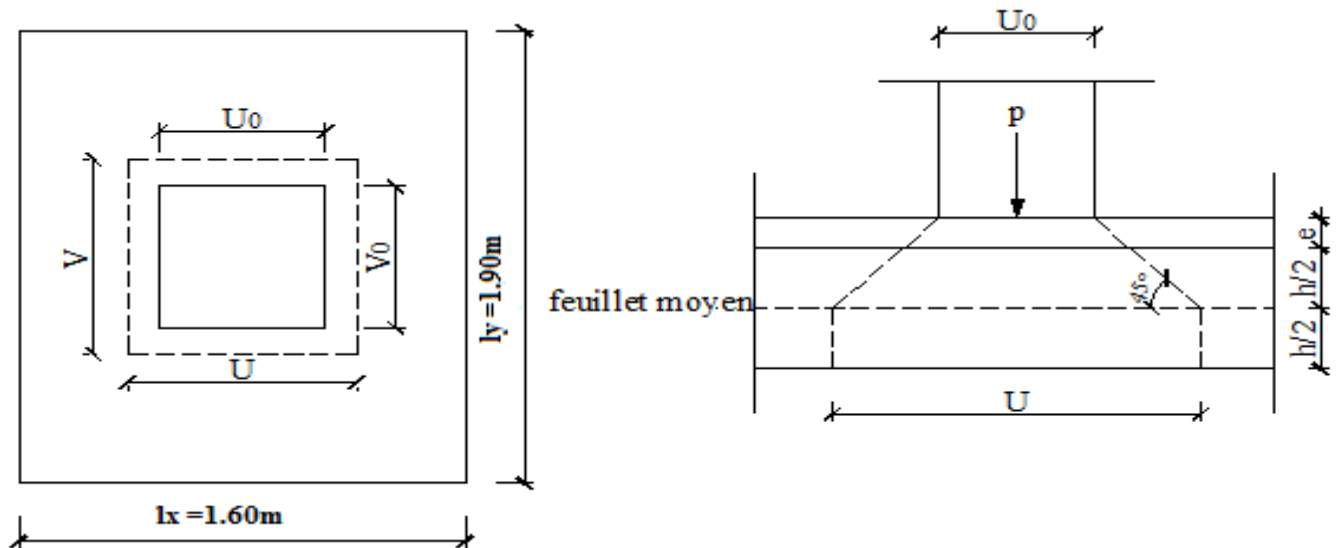 U0
V
V0
U
ly =1.90m
lx =1.60m
U0
p
e
h/2
45°
feuillet moyen
h/2
U